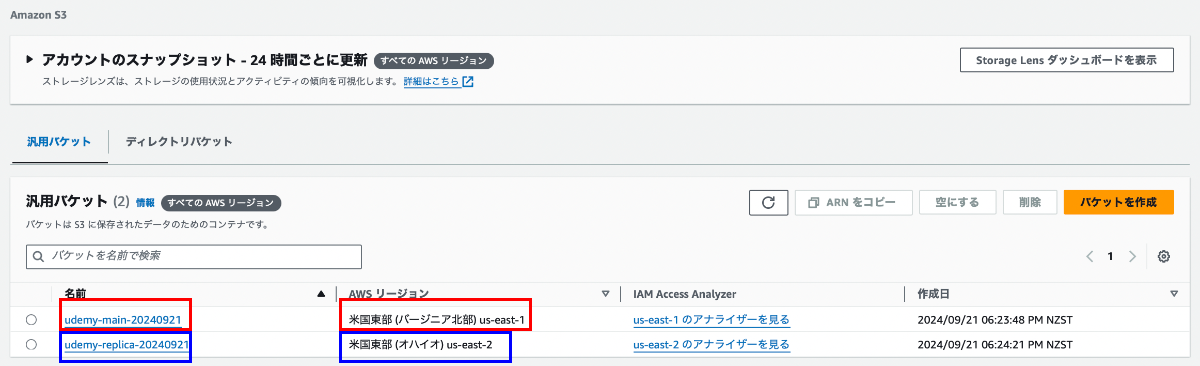 Amazon S3
アカウントのスナップショット - 24 時間ごとに更新 すべての AWS リージョン
ストレージレンズは、ストレージの使用状況とアクティビティの傾向を可視化します。 詳細はこちら
Storage Lens ダッシュボードを表示
汎用バケット ディレクトリバケット
汎用バケット (2) 情報 すべての AWS リージョン
バケットは S3 に保存されたデータのためのコンテナです。
ARN をコピー 空にする 削除 バケットを作成
バケットを名前で検索
1
名前 AWS リージョン IAM Access Analyzer 作成日
udemy-main-20240921 米国東部 (バージニア北部) us-east-1 us-east-1 のアナライザーを見る 2024/09/21 06:23:48 PM NZST
udemy-replica-20240921 米国東部 (オハイオ) us-east-2 us-east-2 のアナライザーを見る 2024/09/21 06:24:21 PM NZST